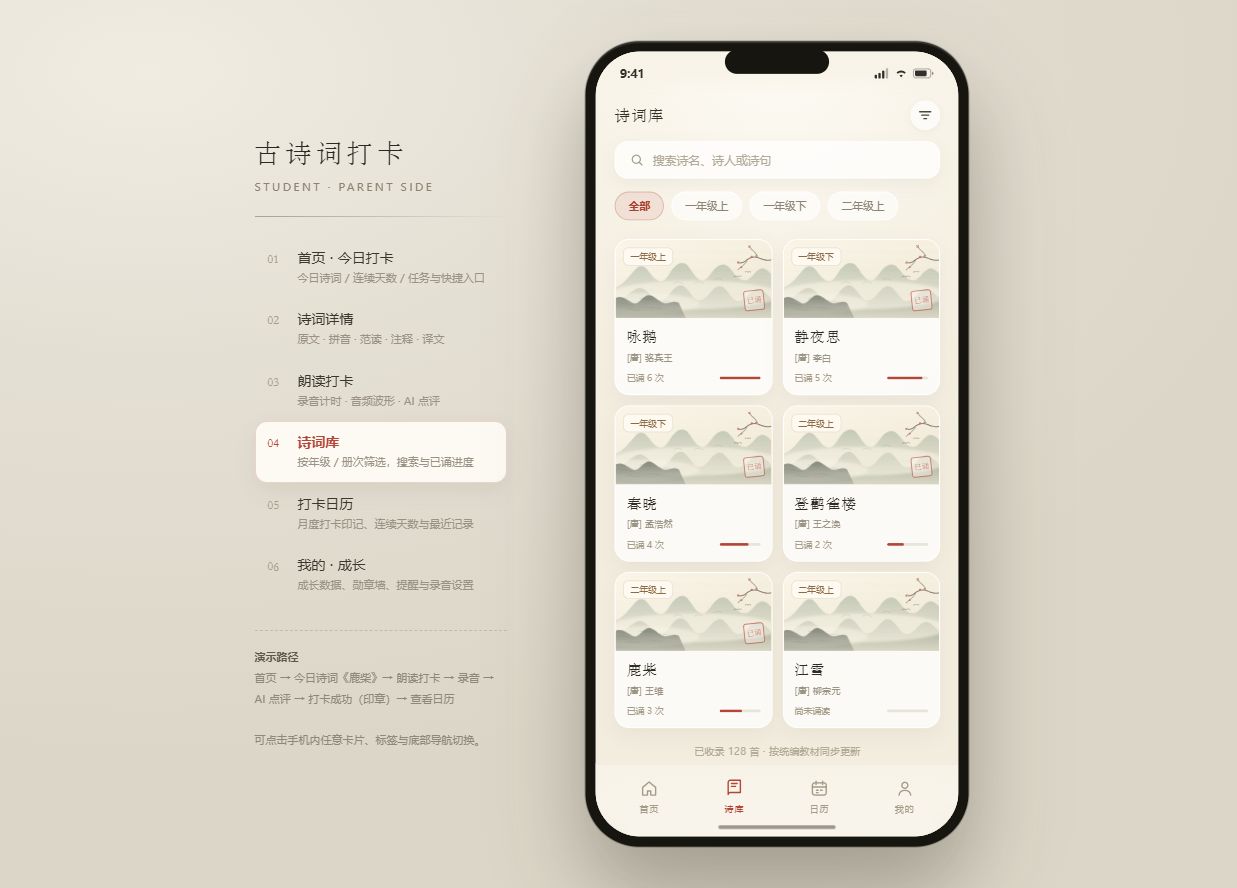 古诗词打卡
STUDENT · PARENT SIDE
01 首页 · 今日打卡
今日诗词 / 连续天数 / 任务与快捷入口
02 诗词详情
原文 · 拼音 · 范读 · 注释 · 译文
03 朗读打卡
录音计时 · 音频波形 · AI 点评
04 诗词库
按年级 / 册次筛选，搜索与已诵进度
05 打卡日历
月度打卡印记、连续天数与最近记录
06 我的 · 成长
成长数据、勋章墙、提醒与录音设置
演示路径
首页 → 今日诗词《鹿柴》→ 朗读打卡 → 录音 →
AI 点评 → 打卡成功（印章）→ 查看日历
可点击手机内任意卡片、标签与底部导航切换。
9:41
诗词库
搜索诗名、诗人或诗句
全部 一年级上 一年级下 二年级上
一年级上
已诵
咏鹅
[唐] 骆宾王
已诵 6 次
一年级下
已诵
静夜思
[唐] 李白
已诵 5 次
一年级下
已诵
春晓
[唐] 孟浩然
已诵 4 次
二年级上
已诵
登鹳雀楼
[唐] 王之涣
已诵 2 次
二年级上
已诵
鹿柴
[唐] 王维
已诵 3 次
二年级上
江雪
[唐] 柳宗元
尚未诵读
已收录 128 首 · 按统编教材同步更新
首页 诗库 日历 我的